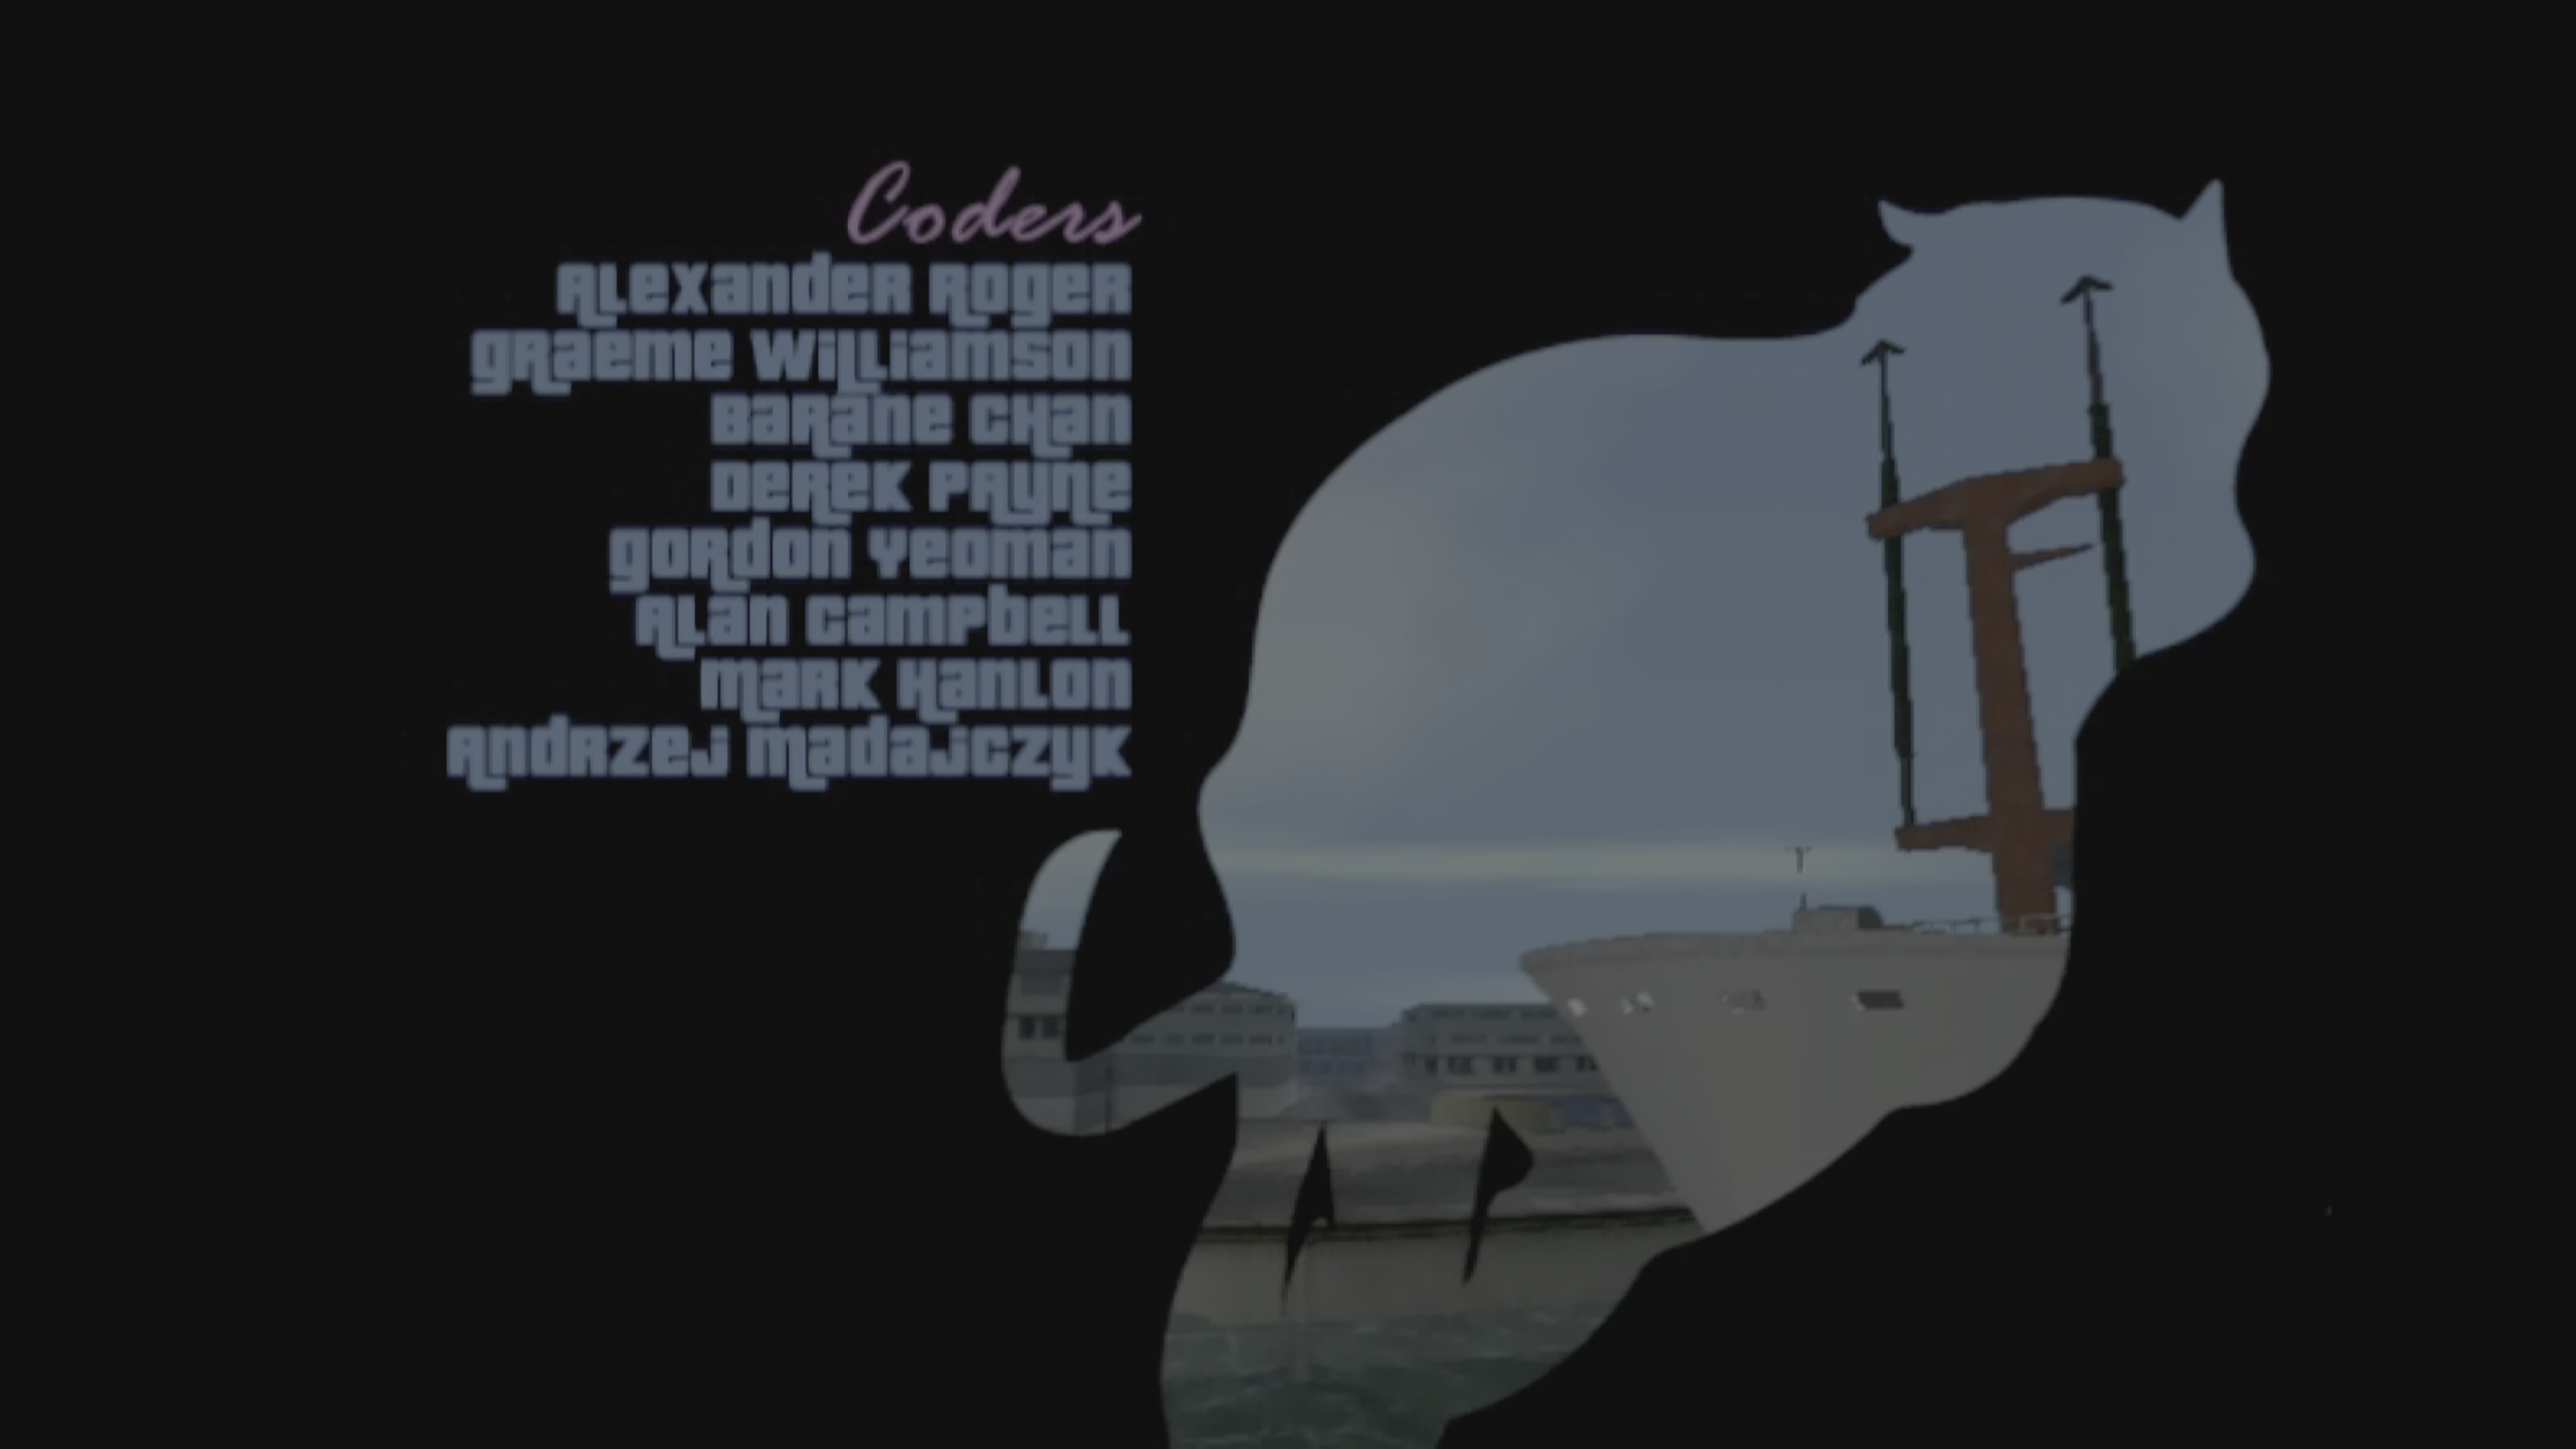 Coders
ALexander Roger
graeme Williamson
Barane Chan
Derek Payne
gordon Yeoman
ALan Campbell
mark Hanlon
Andrzej Madajczyk